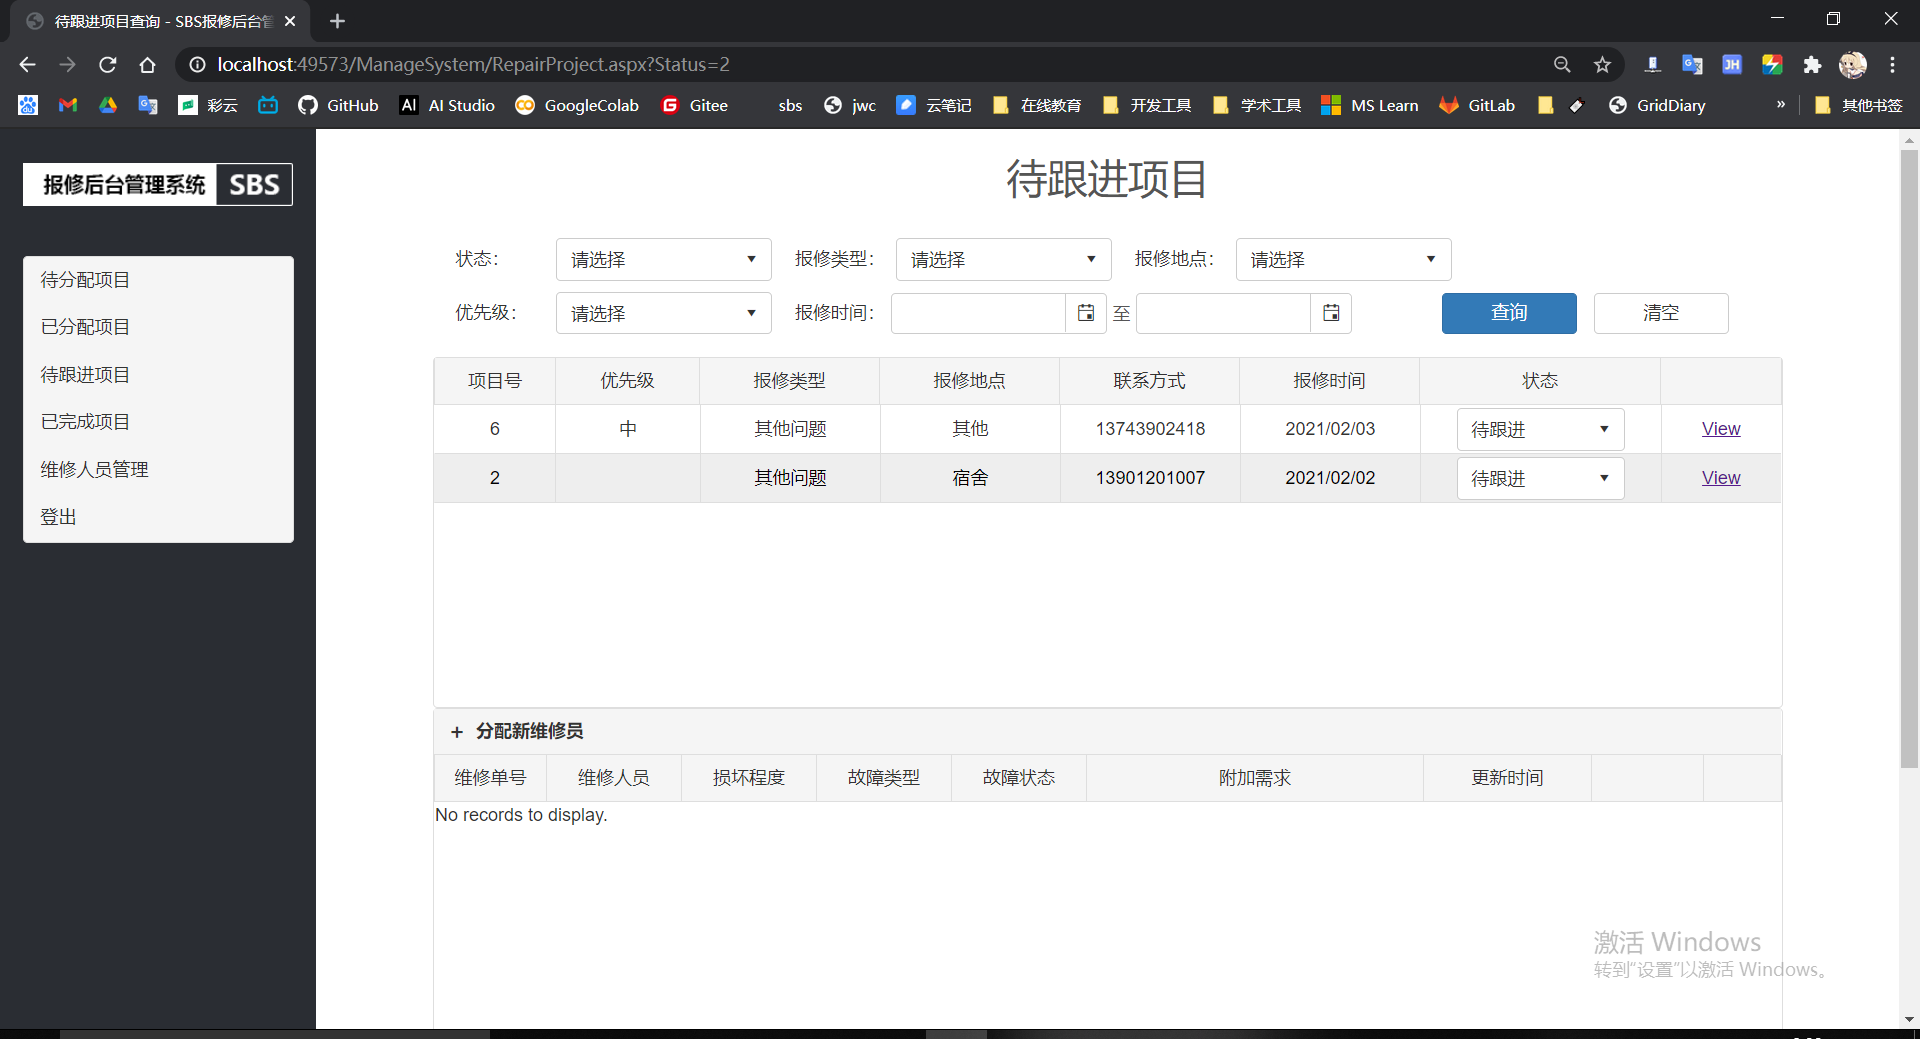 待跟进项目查询 - SBS报修后台管
localhost:49573/ManageSystem/RepairProject.aspx?Status=2
彩云 GitHub AI AI Studio GoogleColab Gitee sbs jwc 云笔记 在线教育 开发工具 学术工具 MS Learn GitLab GridDiary » 其他书签
报修后台管理系统 SBS
待分配项目
已分配项目
待跟进项目
已完成项目
维修人员管理
登出
待跟进项目
状态： 请选择 报修类型： 请选择 报修地点： 请选择
优先级： 请选择 报修时间： 至 查询 清空
项目号 优先级 报修类型 报修地点 联系方式 报修时间 状态
6 中 其他问题 其他 13743902418 2021/02/03 待跟进 View
2 其他问题 宿舍 13901201007 2021/02/02 待跟进 View
+ 分配新维修员
维修单号 维修人员 损坏程度 故障类型 故障状态 附加需求 更新时间
No records to display.
激活 Windows
转到“设置”以激活 Windows。